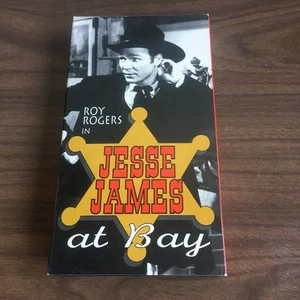 ROY
ROGERS
IN
JESSE
JAMES
at Bay